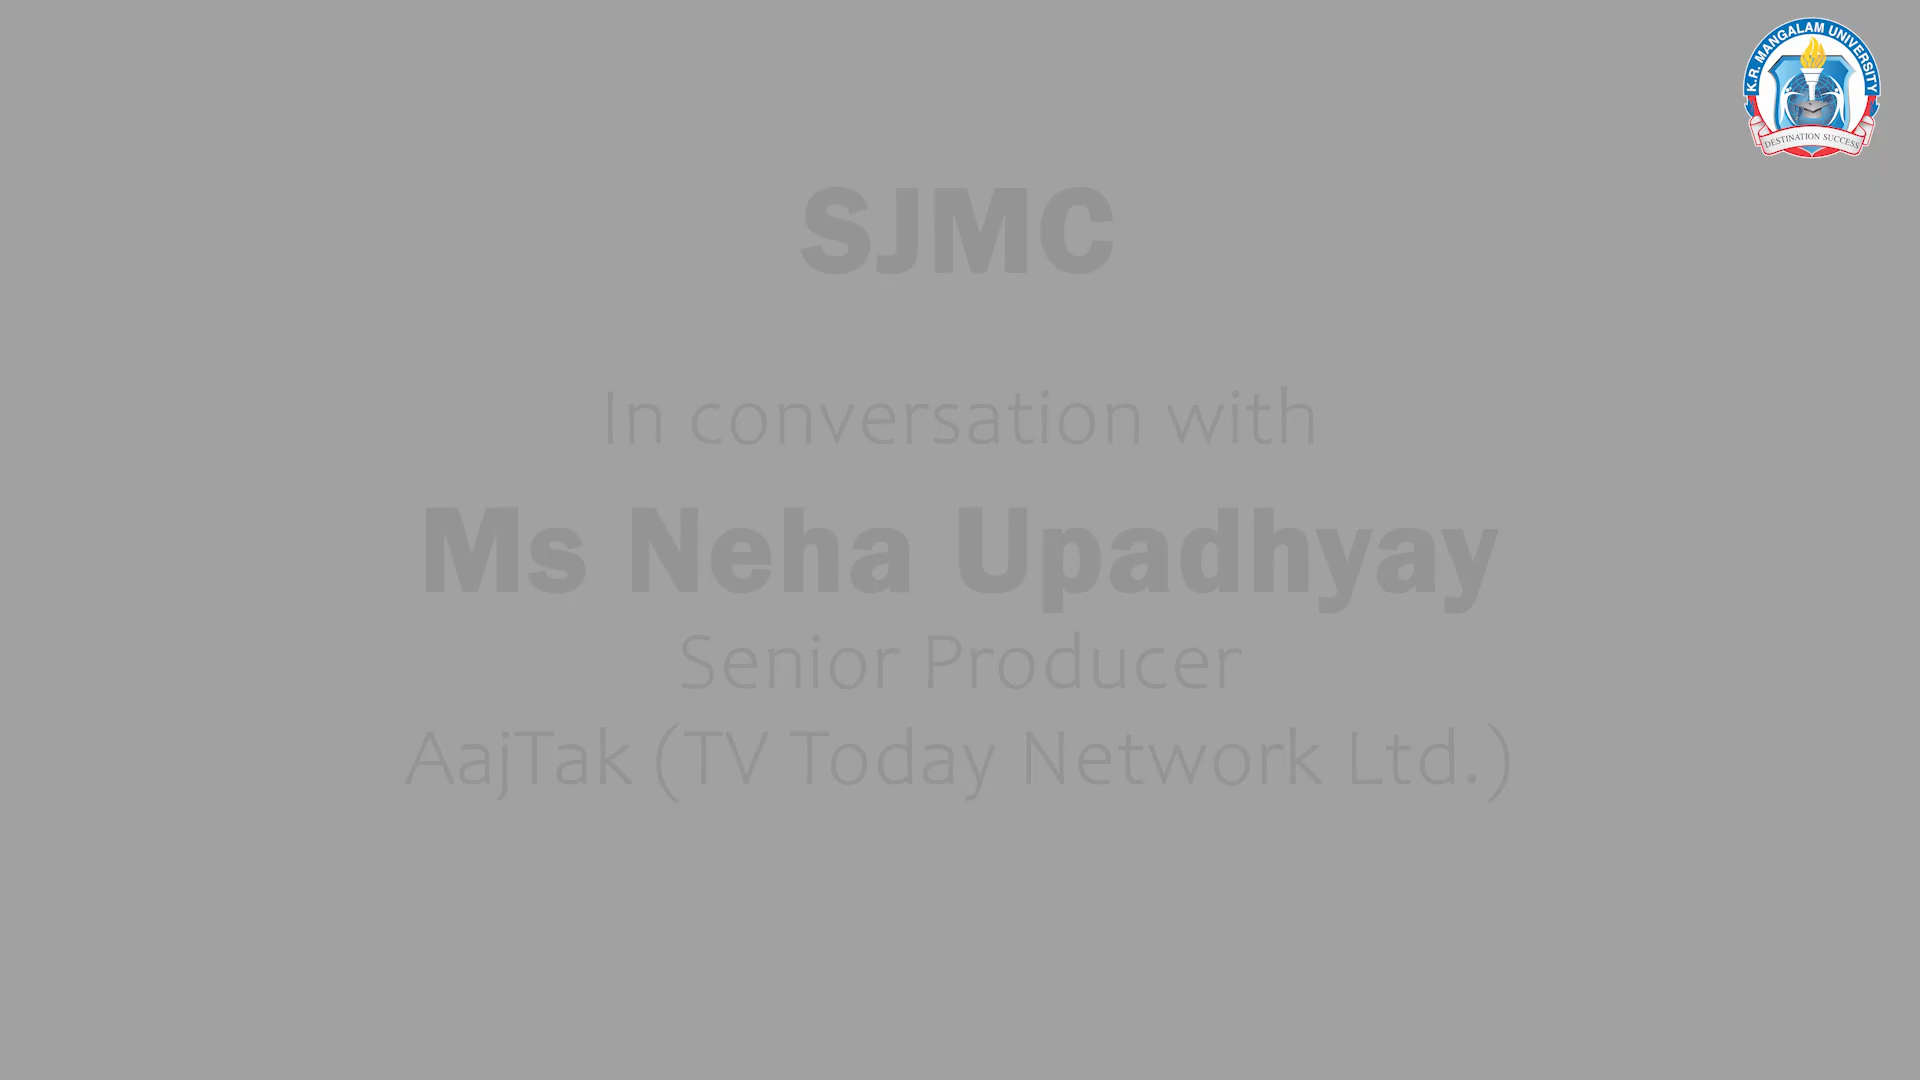 K.R. MANGALAM UNIVERSITY
DESTINATION SUCCESS
SJMC
In conversation with
Ms Neha Upadhyay
Senior Producer
AajTak (TV Today Network Ltd.)